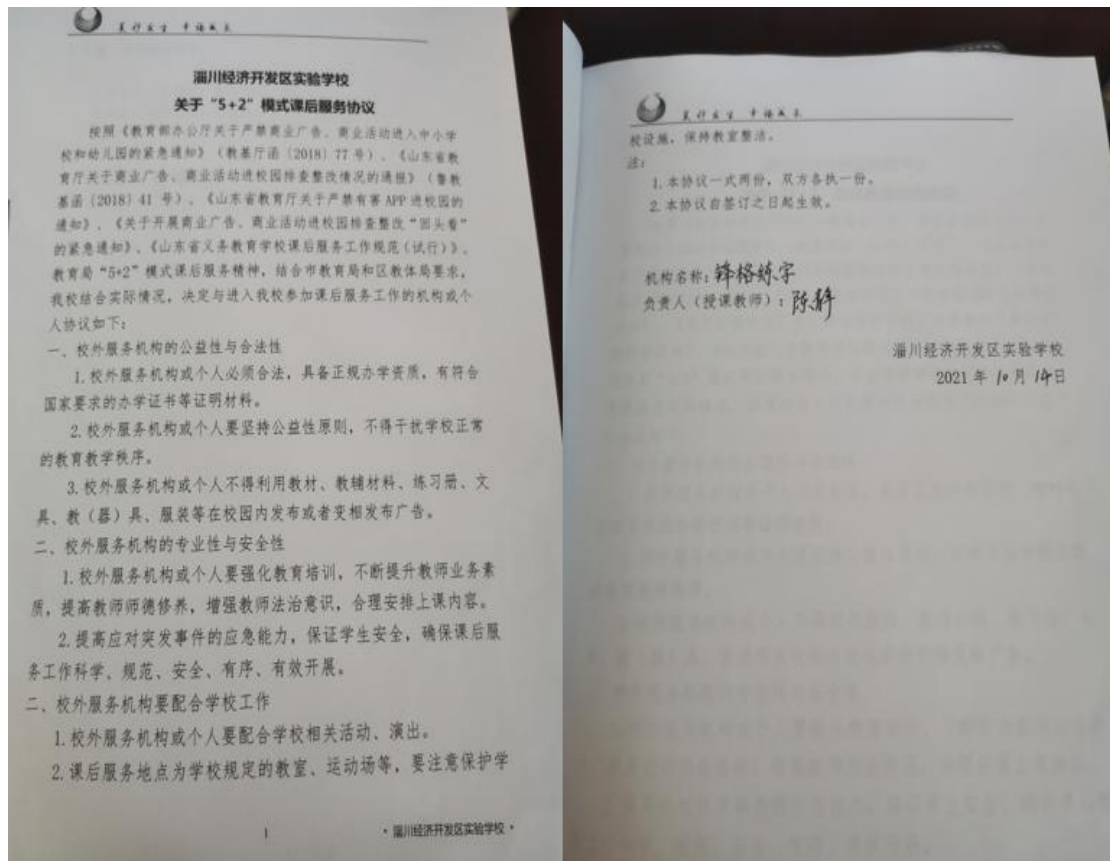 淄川经济开发区实验学校
关于“5+2”模式课后服务协议
按照《教育部办公厅关于严禁商业广告、商业活动进入中小学
校和幼儿园的紧急通知》（教基厅函〔2018〕77 号）、《山东省教
育厅关于商业广告、商业活动进校园排查整改情况的通报》（鲁教
基函〔2018〕41 号）、《山东省教育厅关于严禁有害 APP 进校园的
通知》、《关于开展商业广告、商业活动进校园排查整改“回头看”
的紧急通知》、《山东省义务教育学校课后服务工作规范（试行）》、
教育局“5+2”模式课后服务精神，结合市教育局和区教体局要求，
我校结合实际情况，决定与进入我校参加课后服务工作的机构或个
人协议如下：
一、校外服务机构的公益性与合法性
1.校外服务机构或个人必须合法，具备正规办学资质，有符合
国家要求的办学证书等证明材料。
2.校外服务机构或个人要坚持公益性原则，不得干扰学校正常
的教育教学秩序。
3.校外服务机构或个人不得利用教材、教辅材料、练习册、文
具、教（器）具、服装等在校园内发布或者变相发布广告。
二、校外服务机构的专业性与安全性
1.校外服务机构或个人要强化教育培训，不断提升教师业务素
质，提高教师师德修养，增强教师法治意识，合理安排上课内容。
2.提高应对突发事件的应急能力，保证学生安全，确保课后服
务工作科学、规范、安全、有序、有效开展。
二、校外服务机构要配合学校工作
1.校外服务机构或个人要配合学校相关活动、演出。
2.课后服务地点为学校规定的教室、运动场等，要注意保护学
1
·淄川经济开发区实验学校·
校设施，保持教室整洁。
注：
1.本协议一式两份，双方各执一份。
2.本协议自签订之日起生效。
机构名称：锋格练字
负责人（授课教师）：陈静
淄川经济开发区实验学校
2021 年 10 月 14 日